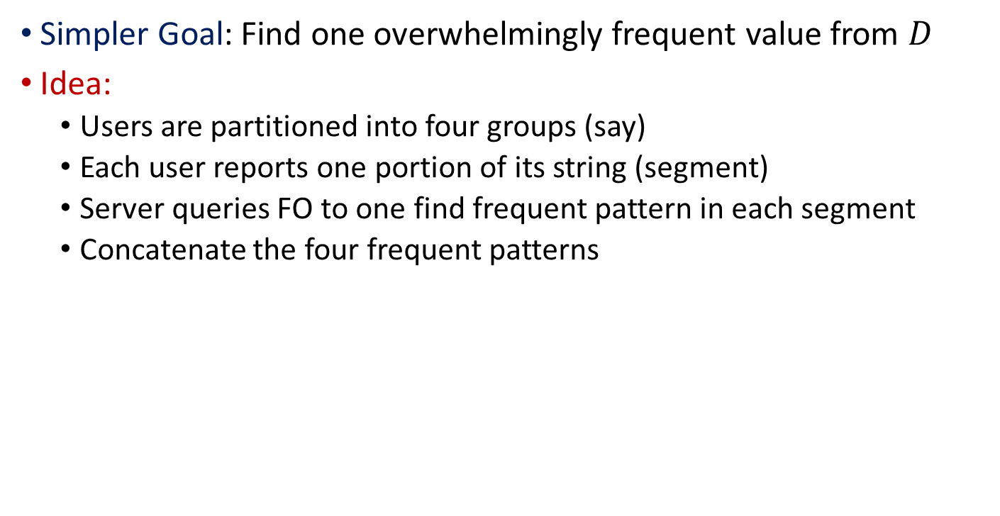 • Simpler Goal: Find one overwhelmingly frequent value from D
• Idea:
• Users are partitioned into four groups (say)
• Each user reports one portion of its string (segment)
• Server queries FO to one find frequent pattern in each segment
• Concatenate the four frequent patterns